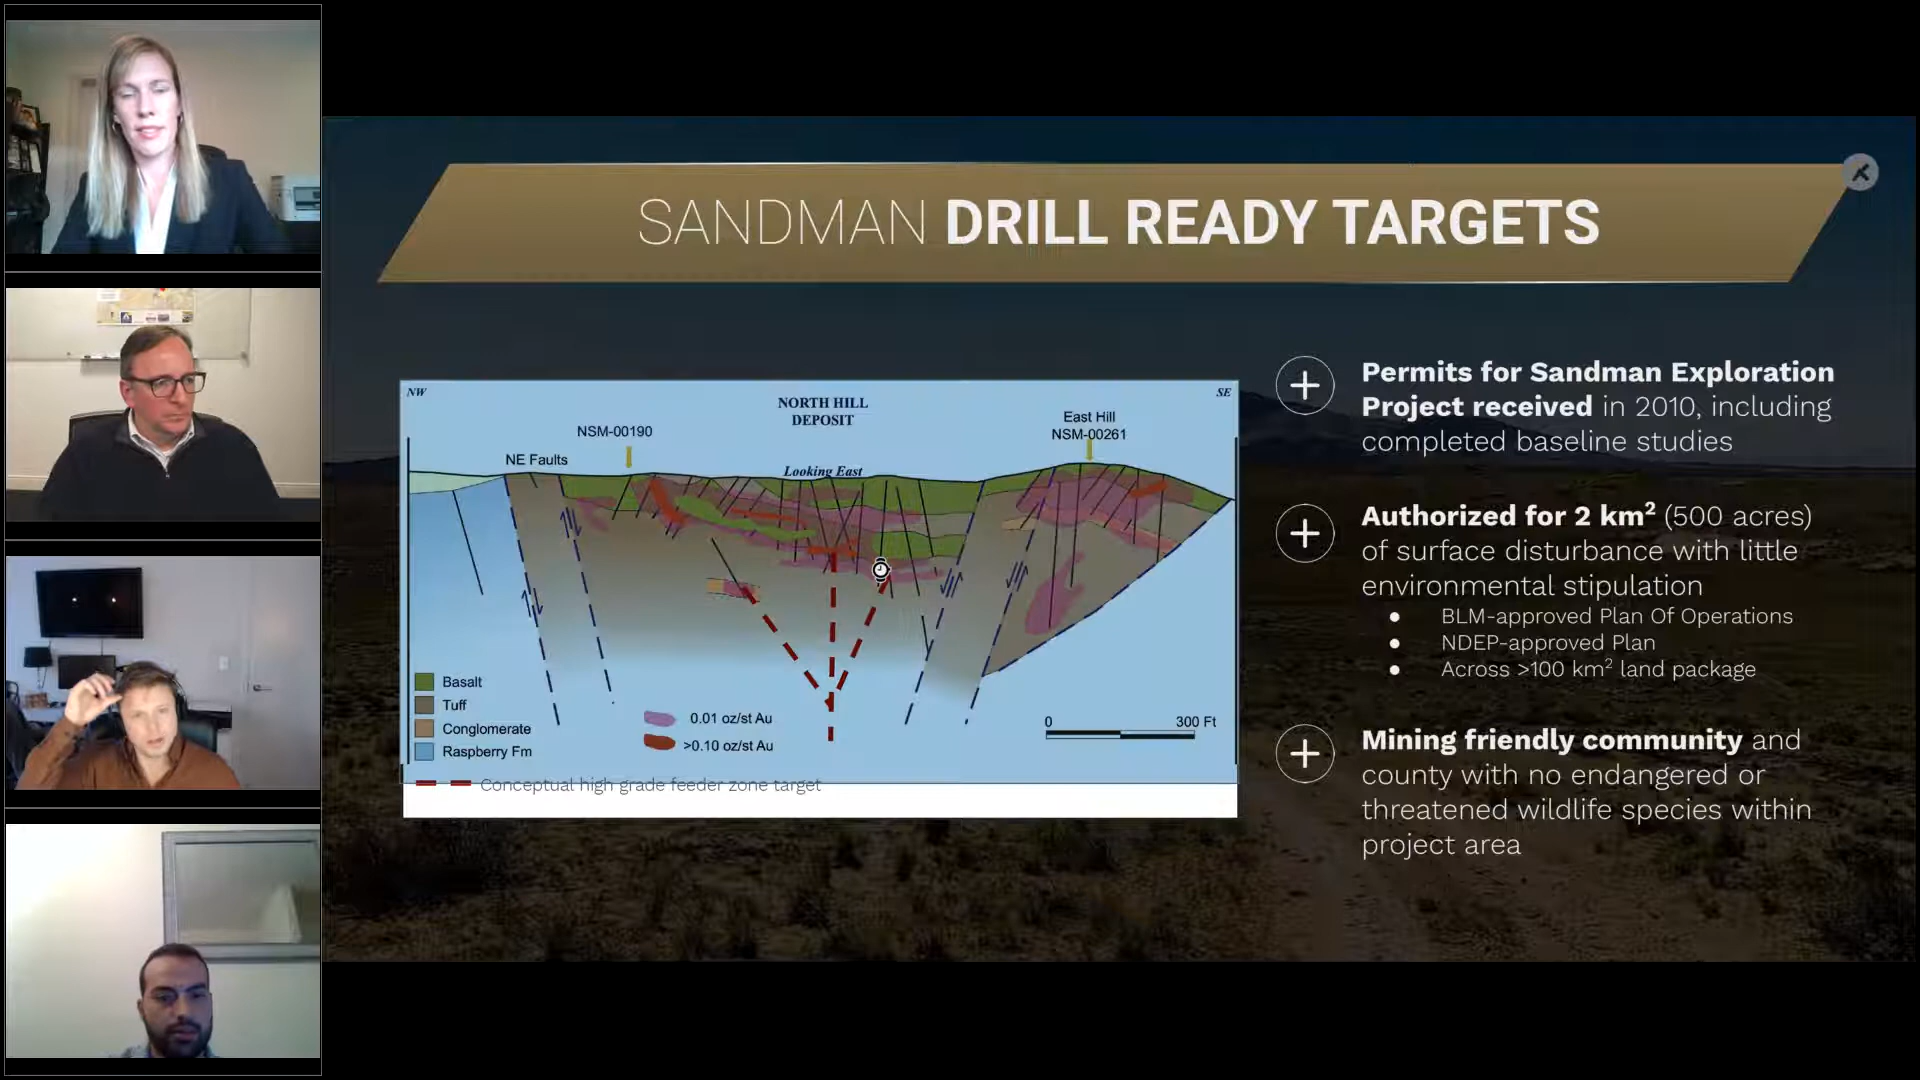 SANDMAN DRILL READY TARGETS
NW
NORTH HILL
DEPOSIT
SE
East Hill
NSM-00261
NSM-00190
NE Faults
Looking East
Basalt
Tuff
Conglomerate
Raspberry Fm
0.01 oz/st Au
>0.10 oz/st Au
0 300 Ft
Conceptual high grade feeder zone target
Permits for Sandman Exploration
Project received in 2010, including
completed baseline studies
Authorized for 2 km² (500 acres)
of surface disturbance with little
environmental stipulation
● BLM-approved Plan Of Operations
● NDEP-approved Plan
● Across >100 km² land package
Mining friendly community and
county with no endangered or
threatened wildlife species within
project area